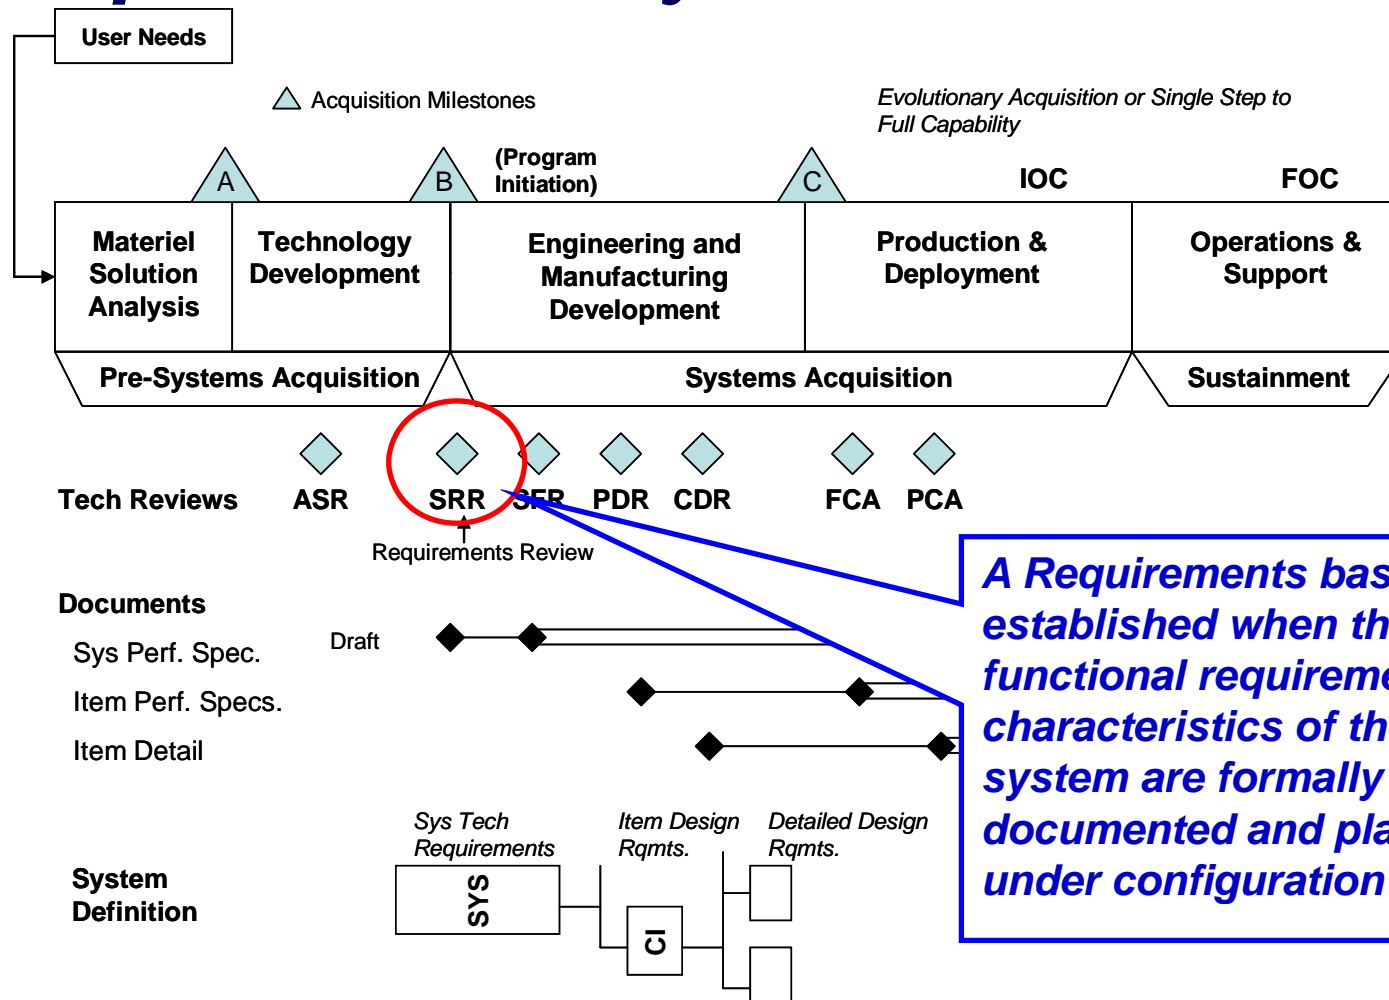 User Needs
Acquisition Milestones
Evolutionary Acquisition or Single Step to
Full Capability
A
B
(Program
Initiation)
C
IOC
FOC
Materiel
Solution
Analysis
Technology
Development
Engineering and
Manufacturing
Development
Production &
Deployment
Operations &
Support
Pre-Systems Acquisition
Systems Acquisition
Sustainment
Tech Reviews
ASR
SRR
SFR
PDR
CDR
FCA
PCA
Requirements Review
Documents
Sys Perf. Spec.
Draft
Item Perf. Specs.
Item Detail
A Requirements bas
established when th
functional requireme
characteristics of th
system are formally
documented and pla
under configuration
Sys Tech
Requirements
Item Design
Rqmts.
Detailed Design
Rqmts.
System
Definition
SYS
CI